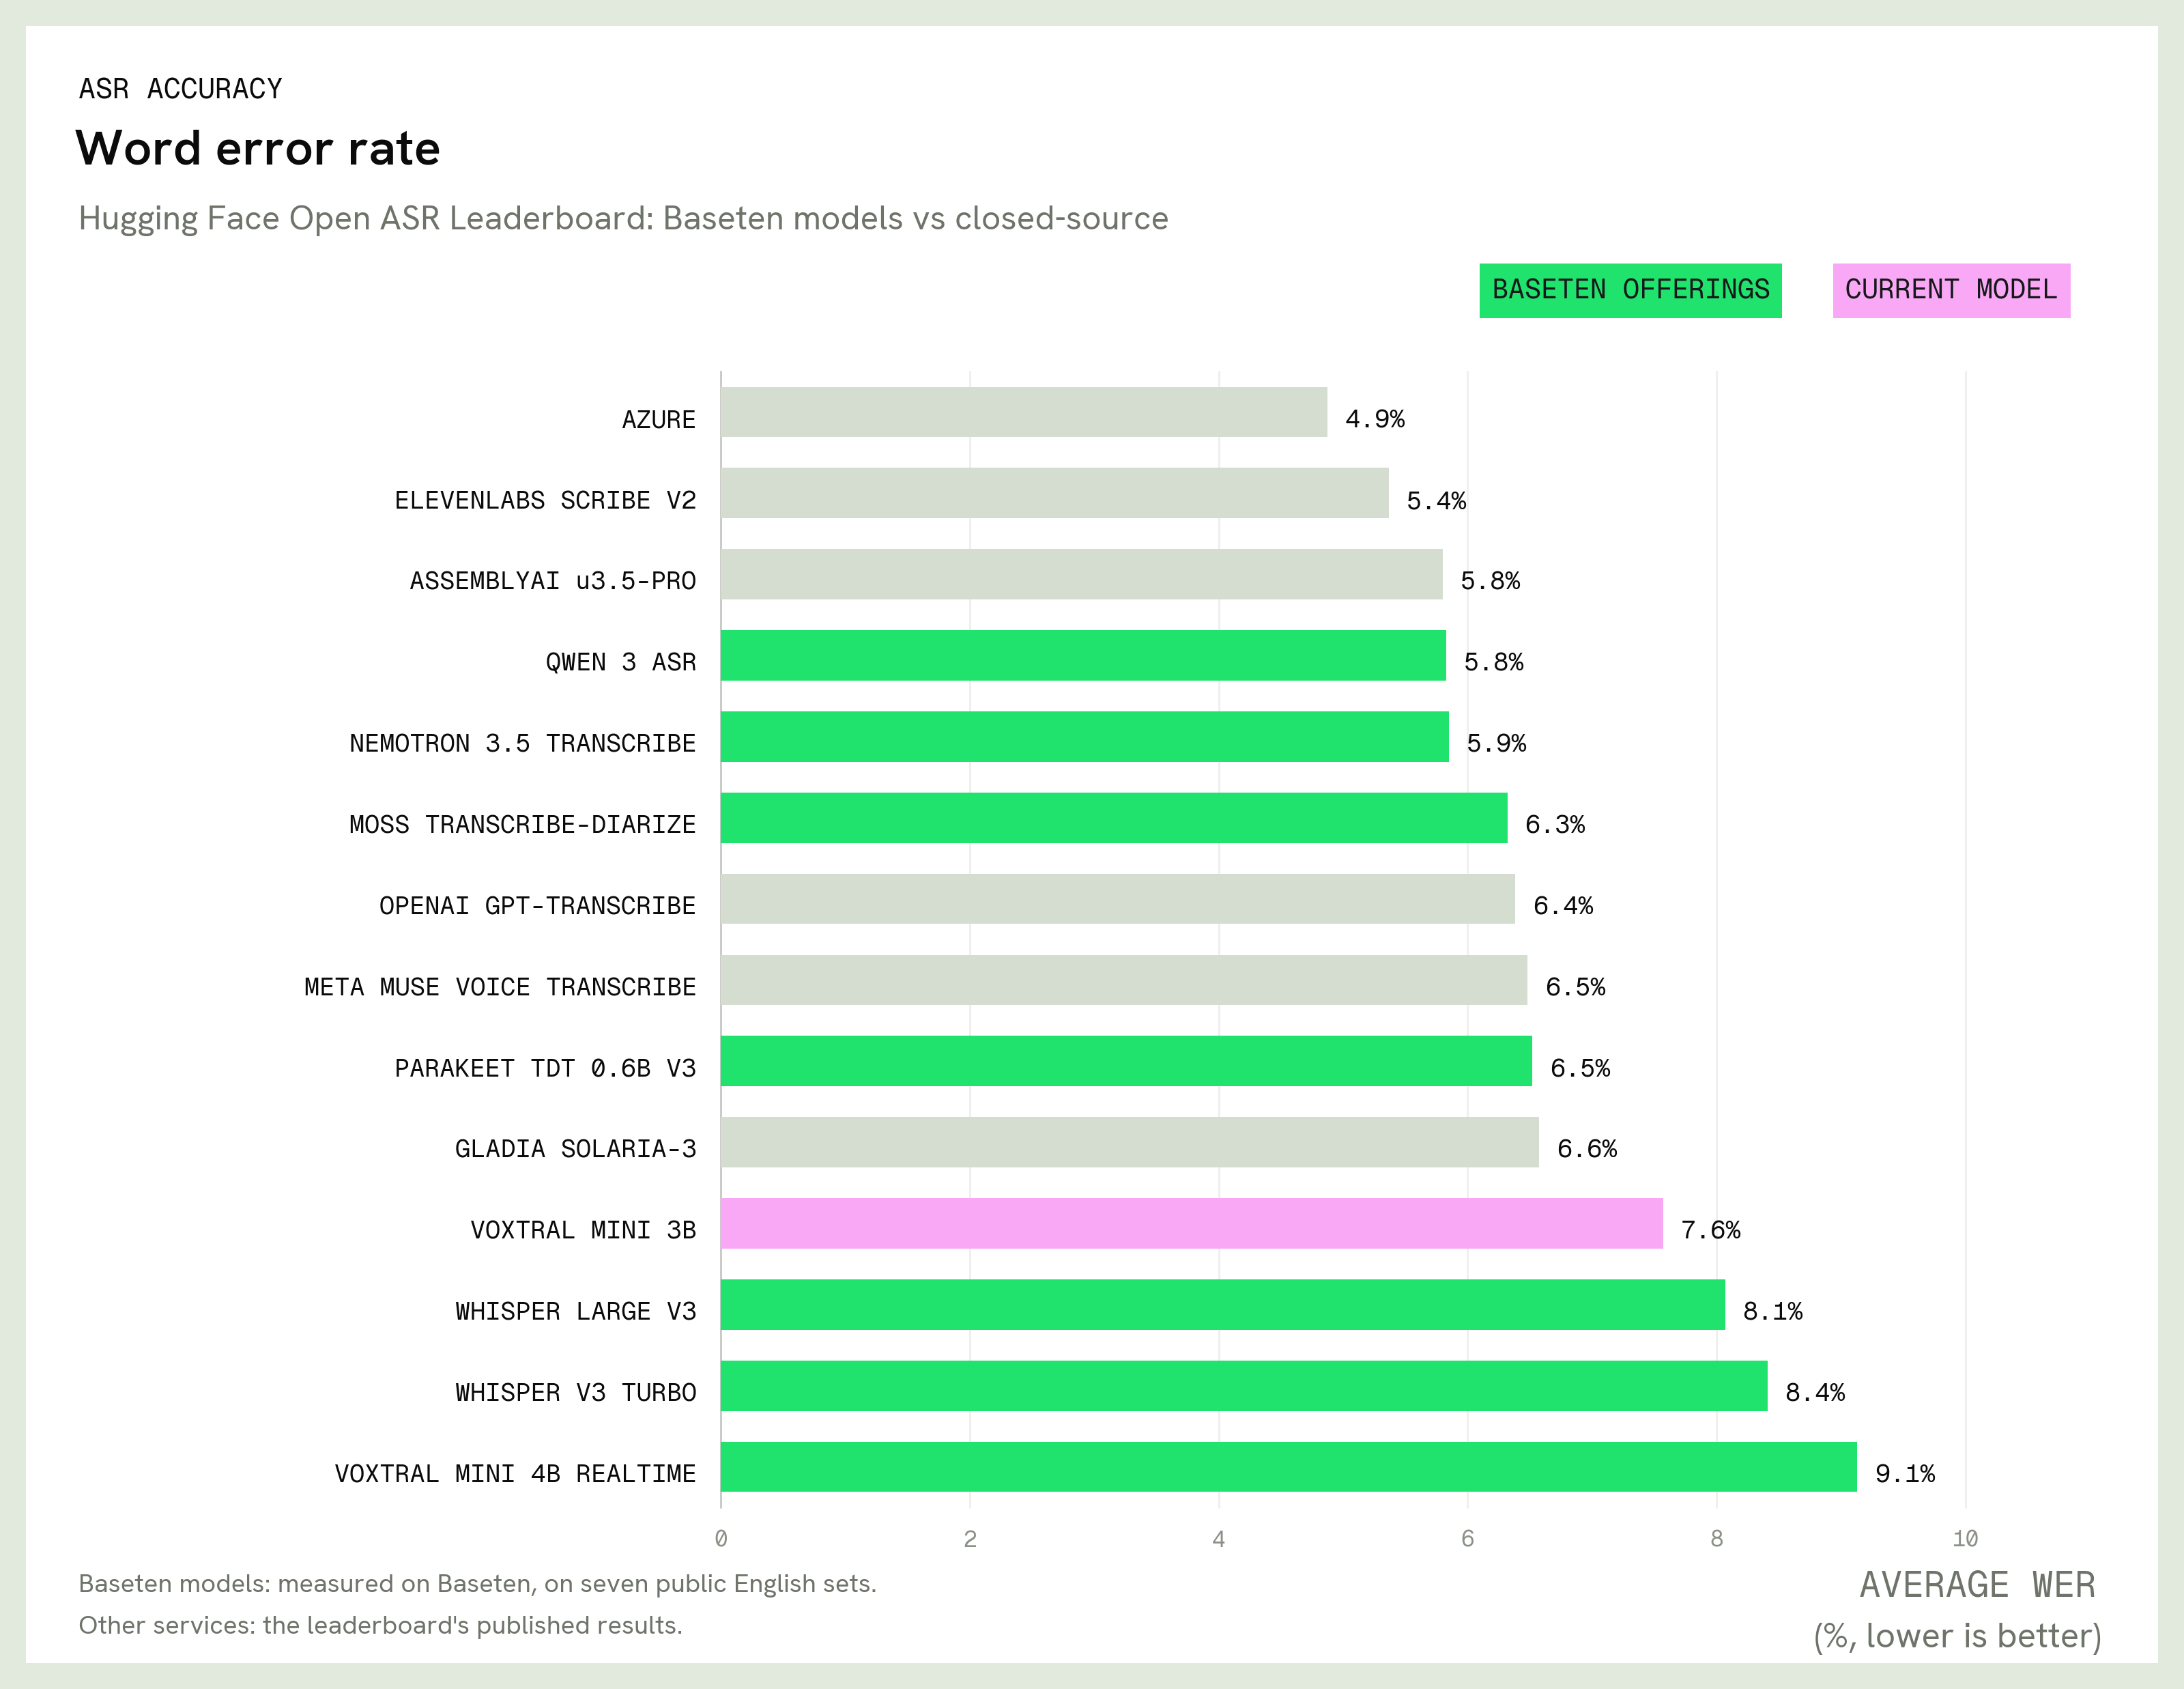 ASR ACCURACY
Word error rate
Hugging Face Open ASR Leaderboard: Baseten models vs closed-source
BASETEN OFFERINGS
CURRENT MODEL
AZURE 4.9%
ELEVENLABS SCRIBE V2 5.4%
ASSEMBLYAI u3.5-PRO 5.8%
QWEN 3 ASR 5.8%
NEMOTRON 3.5 TRANSCRIBE 5.9%
MOSS TRANSCRIBE-DIARIZE 6.3%
OPENAI GPT-TRANSCRIBE 6.4%
META MUSE VOICE TRANSCRIBE 6.5%
PARAKEET TDT 0.6B V3 6.5%
GLADIA SOLARIA-3 6.6%
VOXTRAL MINI 3B 7.6%
WHISPER LARGE V3 8.1%
WHISPER V3 TURBO 8.4%
VOXTRAL MINI 4B REALTIME 9.1%
0 2 4 6 8 10
Baseten models: measured on Baseten, on seven public English sets.
Other services: the leaderboard's published results.
AVERAGE WER
(%, lower is better)